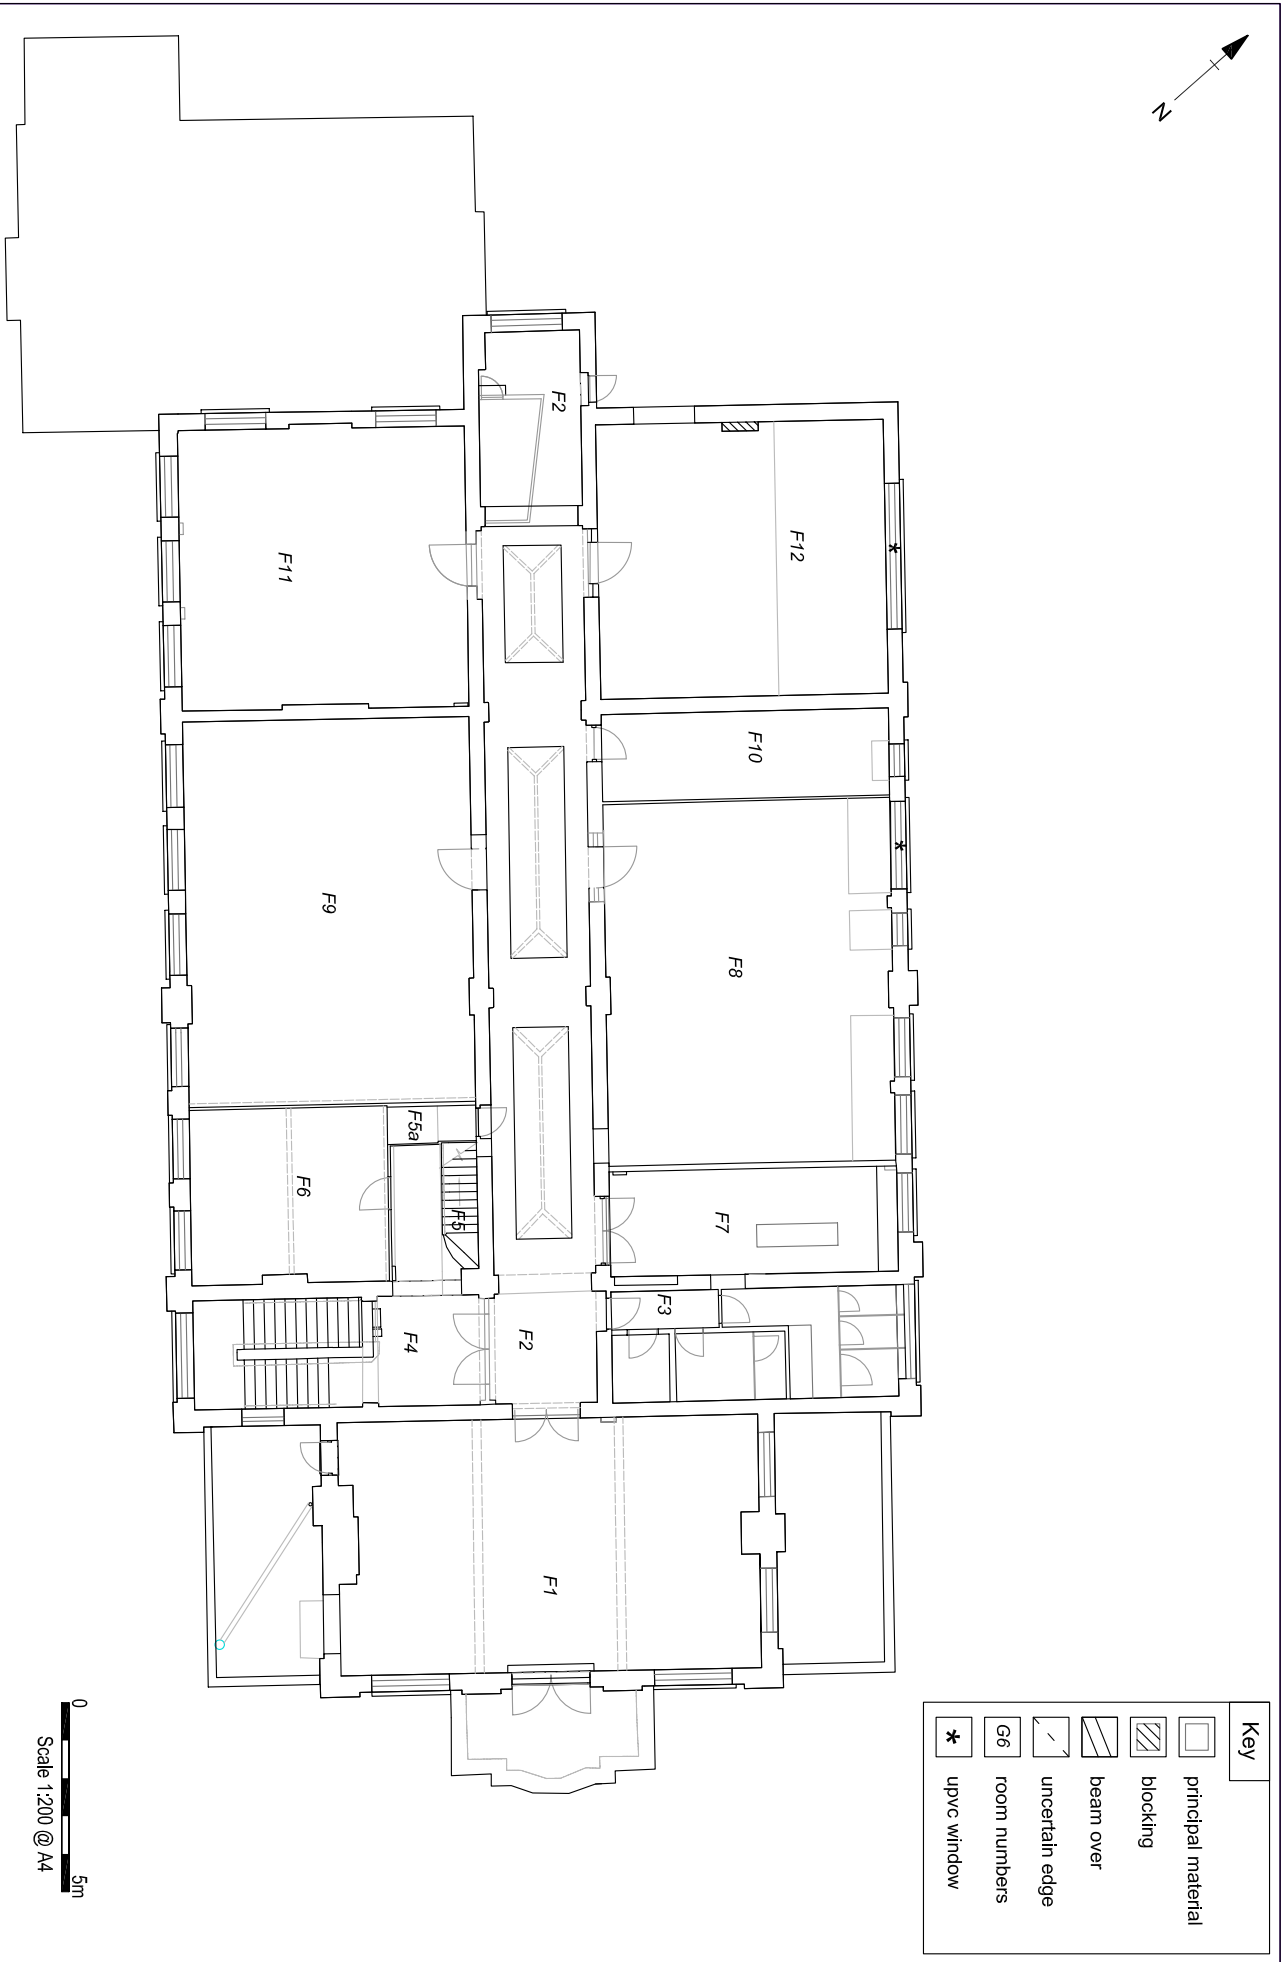 N
F2
F12
F11
F10
F9
F8
F5a
F6
F5
F7
F3
F4
F2
F1
Key
principal material
blocking
beam over
uncertain edge
G6 room numbers
* upvc window
*
*
0 5m
Scale 1:200 @ A4